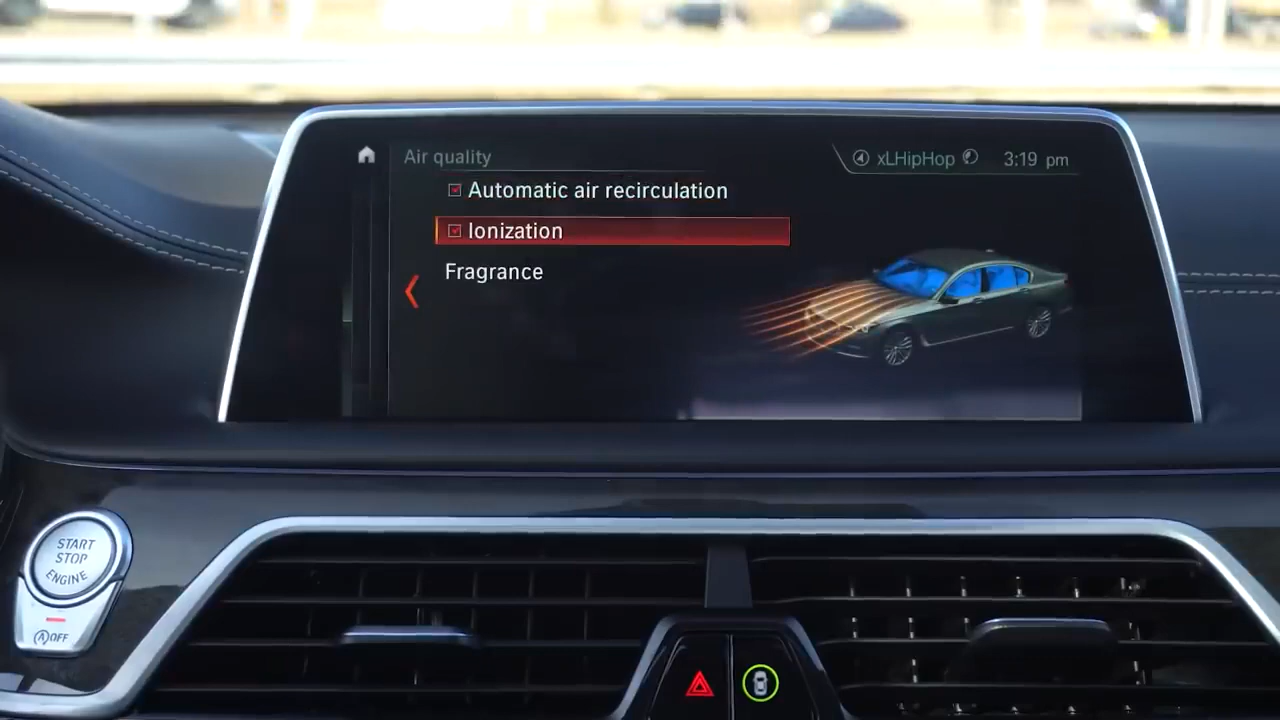 Air quality
xLHipHop 3:19 pm
Automatic air recirculation
Ionization
Fragrance
START
STOP
ENGINE
A OFF